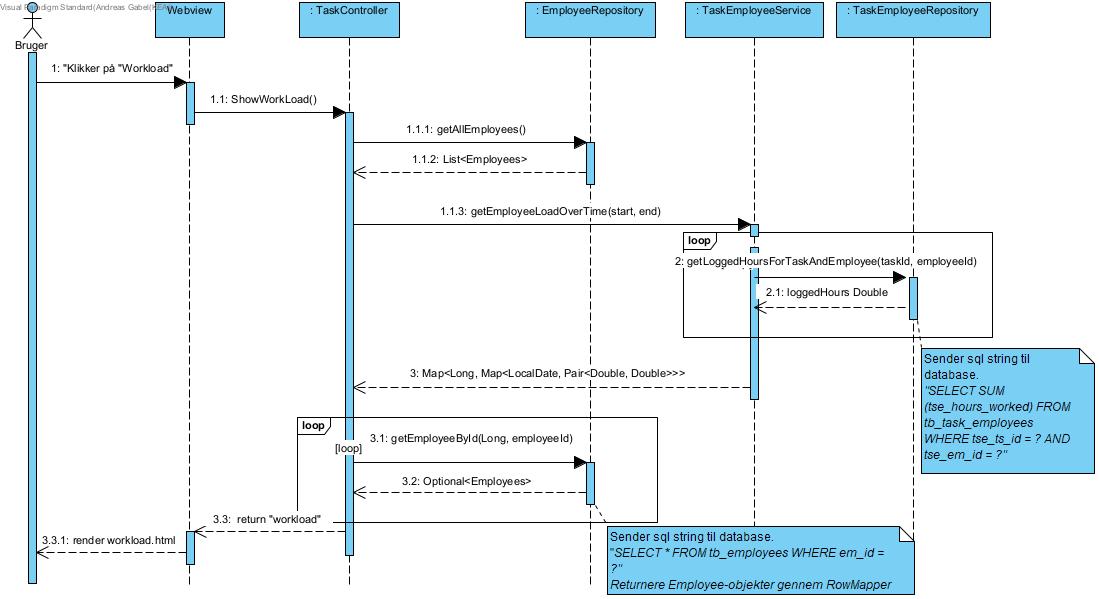 Visual Paradigm Standard(Andreas Gabel(KEA))
Webview
: TaskController
: EmployeeRepository
: TaskEmployeeService
: TaskEmployeeRepository
Bruger
1: "Klikker på "Workload"
1.1: ShowWorkLoad()
1.1.1: getAllEmployees()
1.1.2: List<Employees>
1.1.3: getEmployeeLoadOverTime(start, end)
loop
2: getLoggedHoursForTaskAndEmployee(taskId, employeeId)
2.1: loggedHours Double
Sender sql string til
database.
"SELECT SUM
(tse_hours_worked) FROM
tb_task_employees
WHERE tse_ts_id = ? AND
tse_em_id = ?"
3: Map<Long, Map<LocalDate, Pair<Double, Double>>>
loop
[loop]
3.1: getEmployeeById(Long, employeeId)
3.2: Optional<Employees>
3.3: return "workload"
3.3.1: render workload.html
Sender sql string til database.
"SELECT * FROM tb_employees WHERE em_id =
?"
Returnere Employee-objekter gennem RowMapper